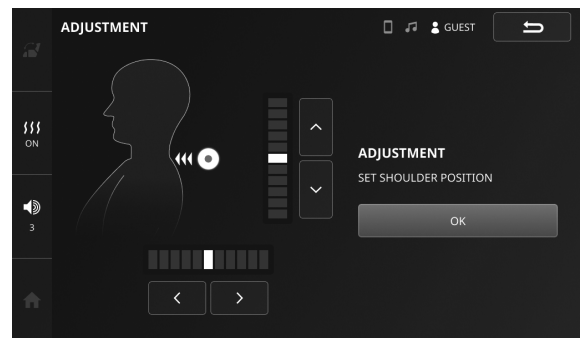 ADJUSTMENT
GUEST
ON
3
ADJUSTMENT
SET SHOULDER POSITION
OK